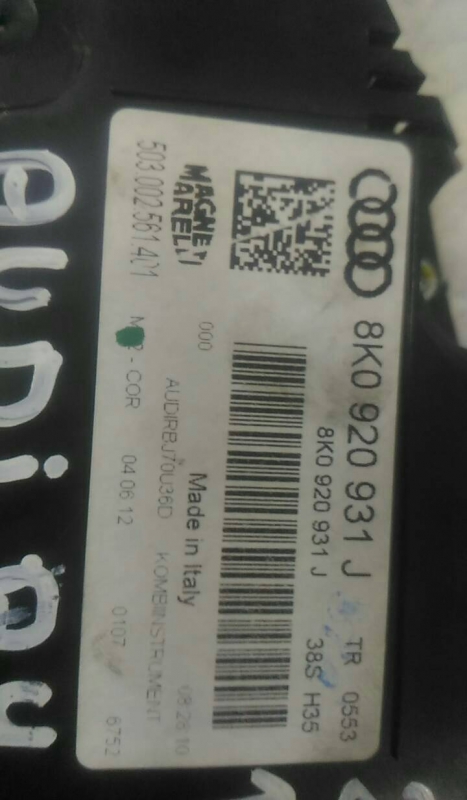 8K0 920 931 J TR 0553
8K0 920 931 J 38S H35
MAGNETI MARELLI
Made in Italy
000
08:26:10
503.002.561.401
AUDIRBJ70U36D KOMBIINSTRUMENT
- COR 04 06 12 0107 6752
AUDI